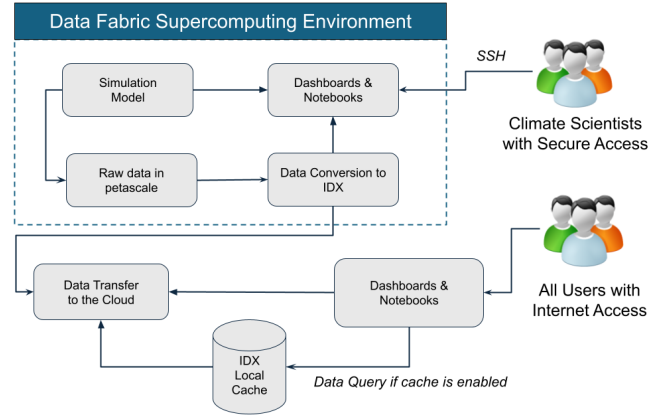 Data Fabric Supercomputing Environment
Simulation
Model
Dashboards &
Notebooks
SSH
Climate Scientists
with Secure Access
Raw data in
petascale
Data Conversion to
IDX
Data Transfer
to the Cloud
Dashboards &
Notebooks
All Users with
Internet Access
IDX
Local
Cache
Data Query if cache is enabled